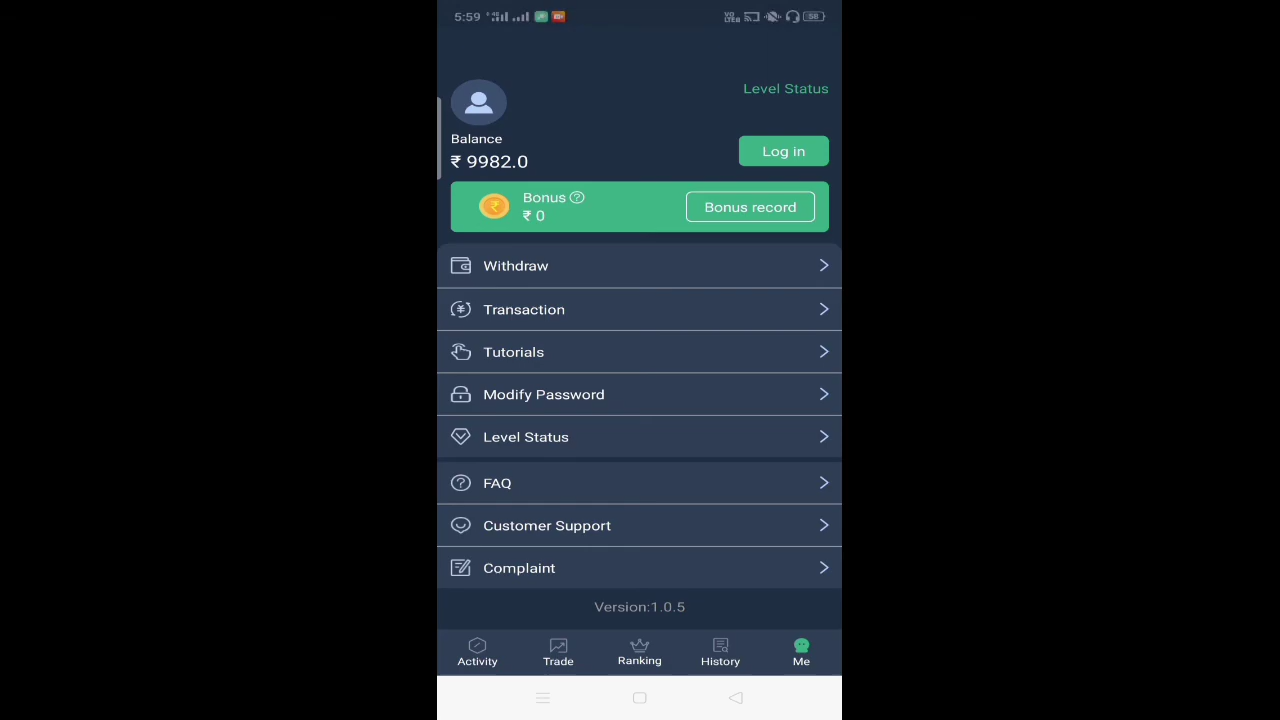 5:59
58
Level Status
Balance
₹ 9982.0
Log in
Bonus
₹ 0
Bonus record
Withdraw
Transaction
Tutorials
Modify Password
Level Status
FAQ
Customer Support
Complaint
Version:1.0.5
Activity
Trade
Ranking
History
Me